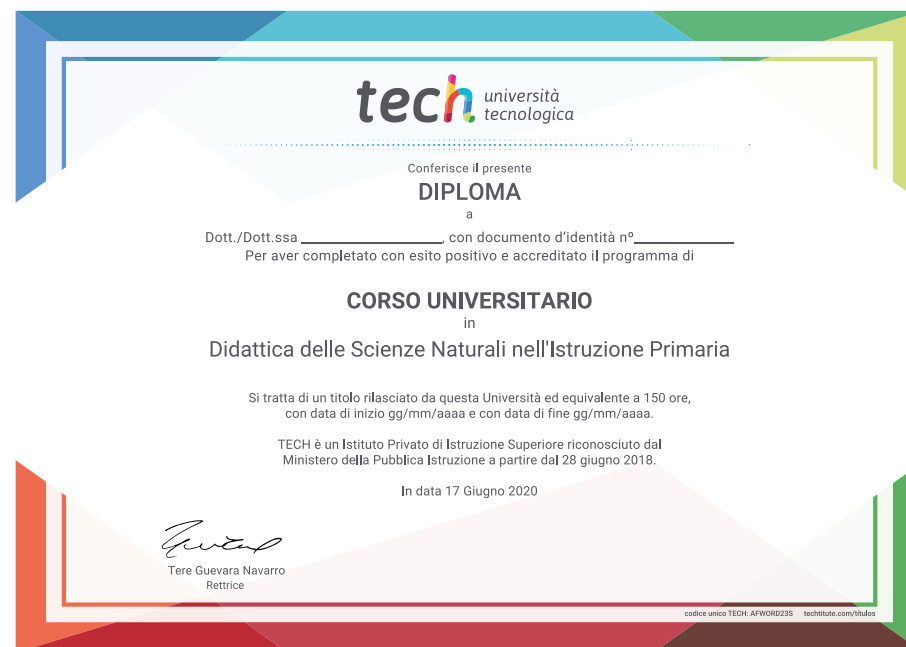 tech università
tecnologica
Conferisce il presente
DIPLOMA
a
Dott./Dott.ssa ____________________, con documento d'identità nº______________
Per aver completato con esito positivo e accreditato il programma di
CORSO UNIVERSITARIO
in
Didattica delle Scienze Naturali nell'Istruzione Primaria
Si tratta di un titolo rilasciato da questa Università ed equivalente a 150 ore,
con data di inizio gg/mm/aaaa e con data di fine gg/mm/aaaa.
TECH è un Istituto Privato di Istruzione Superiore riconosciuto dal
Ministero della Pubblica Istruzione a partire dal 28 giugno 2018.
In data 17 Giugno 2020
Tere Guevara Navarro
Rettrice
codice unico TECH: AFWORD23S techtitute.com/titulos